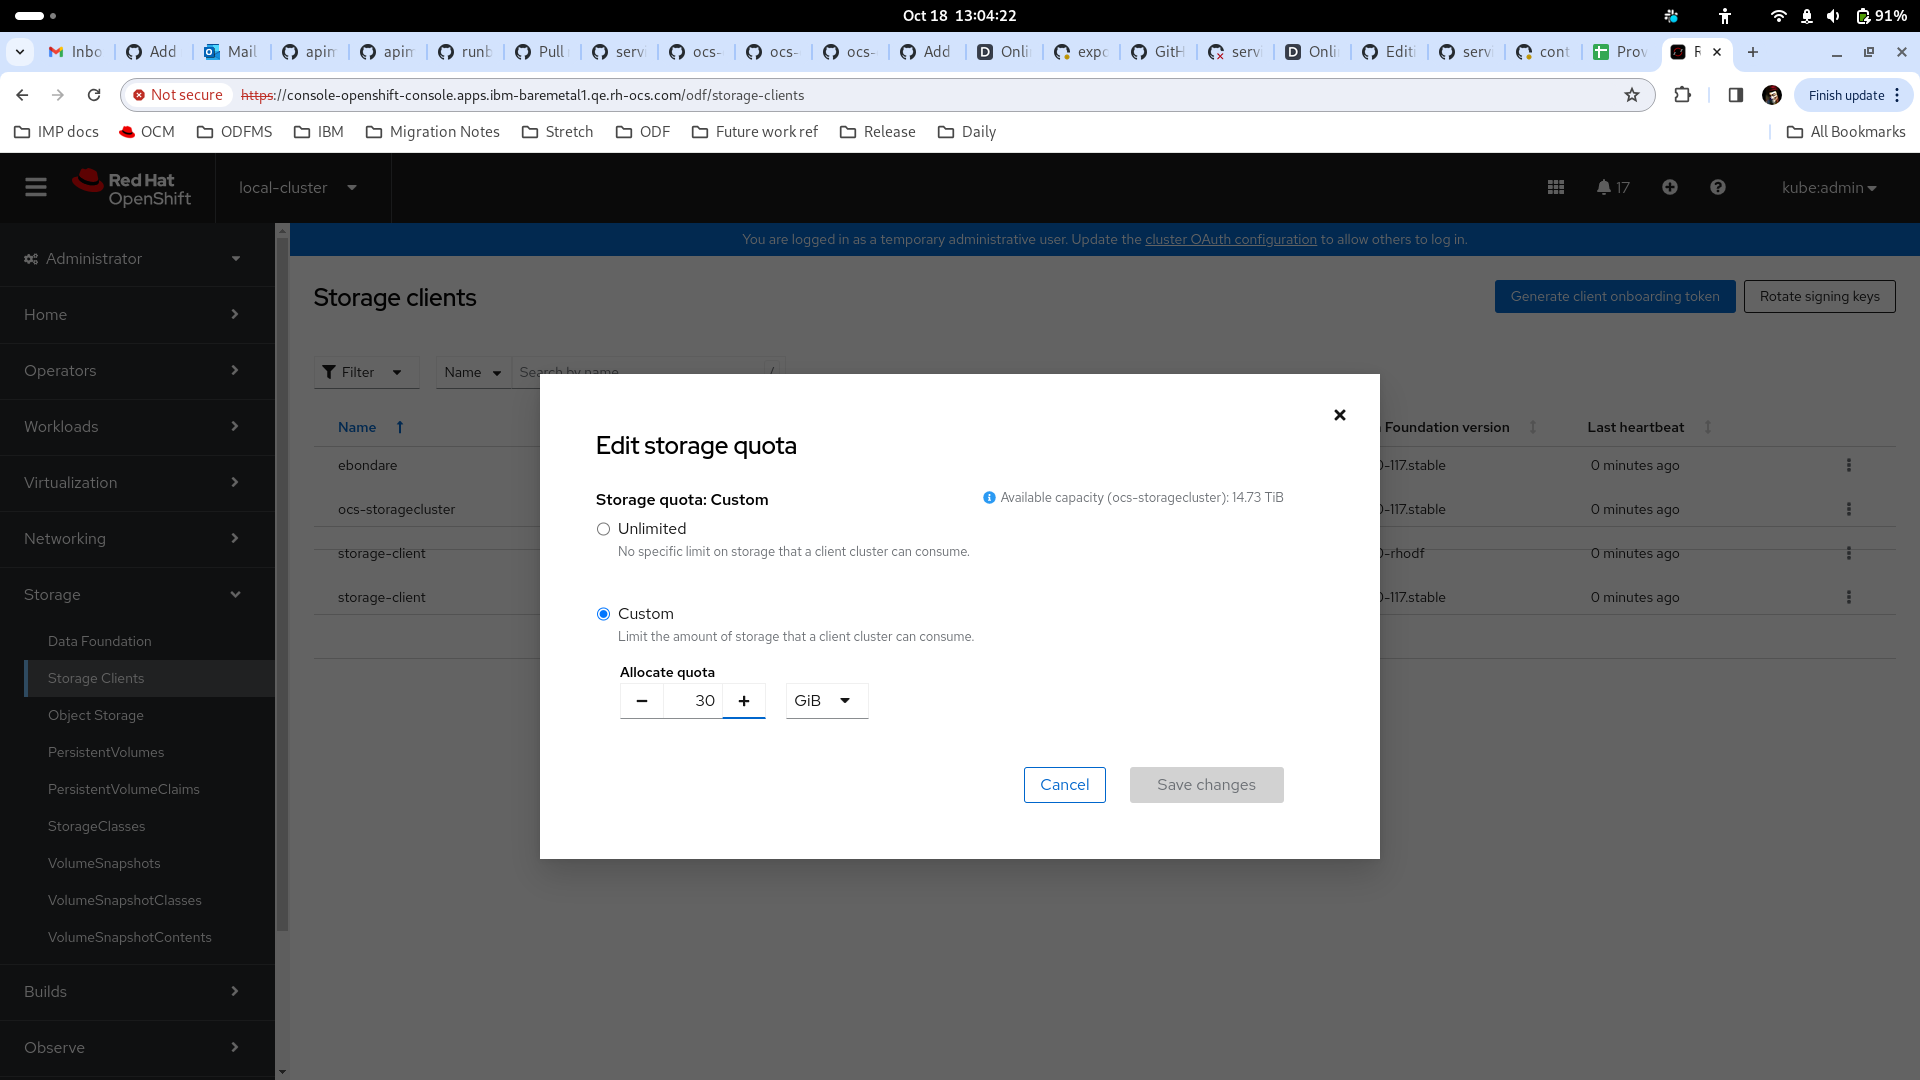 Oct 18 13:04:22
91%
Inbo
Add
Mail
apim
apim
runb
Pull
servi
ocs-
ocs-
ocs-
Add
Onli
expo
GitH
servi
Onli
Editi
servi
cont
Prov
R
Not secure
https://console-openshift-console.apps.ibm-baremetal1.qe.rh-ocs.com/odf/storage-clients
Finish update
IMP docs
OCM
ODFMS
IBM
Migration Notes
Stretch
ODF
Future work ref
Release
Daily
All Bookmarks
Red Hat
OpenShift
local-cluster
17
kube:admin
You are logged in as a temporary administrative user. Update the cluster OAuth configuration to allow others to log in.
Administrator
Home
Operators
Workloads
Virtualization
Networking
Storage
Data Foundation
Storage Clients
Object Storage
PersistentVolumes
PersistentVolumeClaims
StorageClasses
VolumeSnapshots
VolumeSnapshotClasses
VolumeSnapshotContents
Builds
Observe
Storage clients
Generate client onboarding token
Rotate signing keys
Filter
Name
Search by name...
/
Name
Foundation version
Last heartbeat
ebondare
0-117.stable
0 minutes ago
ocs-storagecluster
0-117.stable
0 minutes ago
storage-client
0-rhodf
0 minutes ago
storage-client
0-117.stable
0 minutes ago
Edit storage quota
Storage quota: Custom
Available capacity (ocs-storagecluster): 14.73 TiB
Unlimited
No specific limit on storage that a client cluster can consume.
Custom
Limit the amount of storage that a client cluster can consume.
Allocate quota
30
GiB
Cancel
Save changes